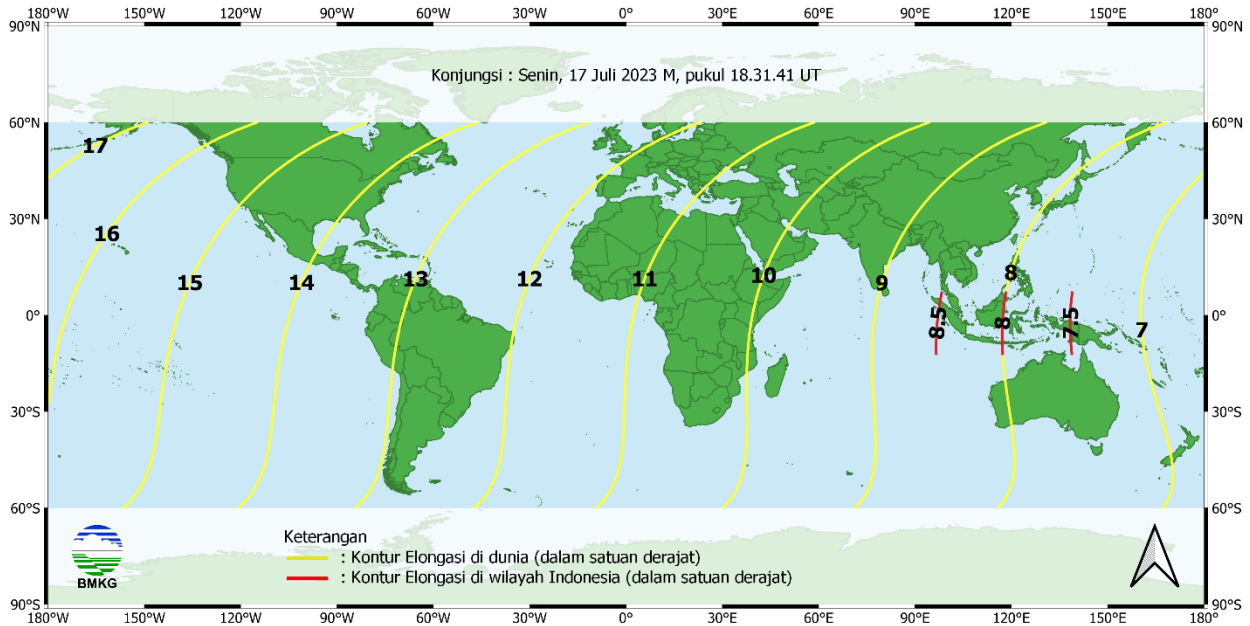 180°W 150°W 120°W 90°W 60°W 30°W 0° 30°E 60°E 90°E 120°E 150°E 180°
90°N 90°N
Konjungsi : Senin, 17 Juli 2023 M, pukul 18.31.41 UT
60°N 60°N
17
30°N 30°N
16
15 14 13 12 11 10 9 8
0° 8.5 8 7.5 7 0°
30°S 30°S
60°S 60°S
Keterangan
: Kontur Elongasi di dunia (dalam satuan derajat)
: Kontur Elongasi di wilayah Indonesia (dalam satuan derajat)
BMKG
90°S 90°S
180°W 150°W 120°W 90°W 60°W 30°W 0° 30°E 60°E 90°E 120°E 150°E 180°